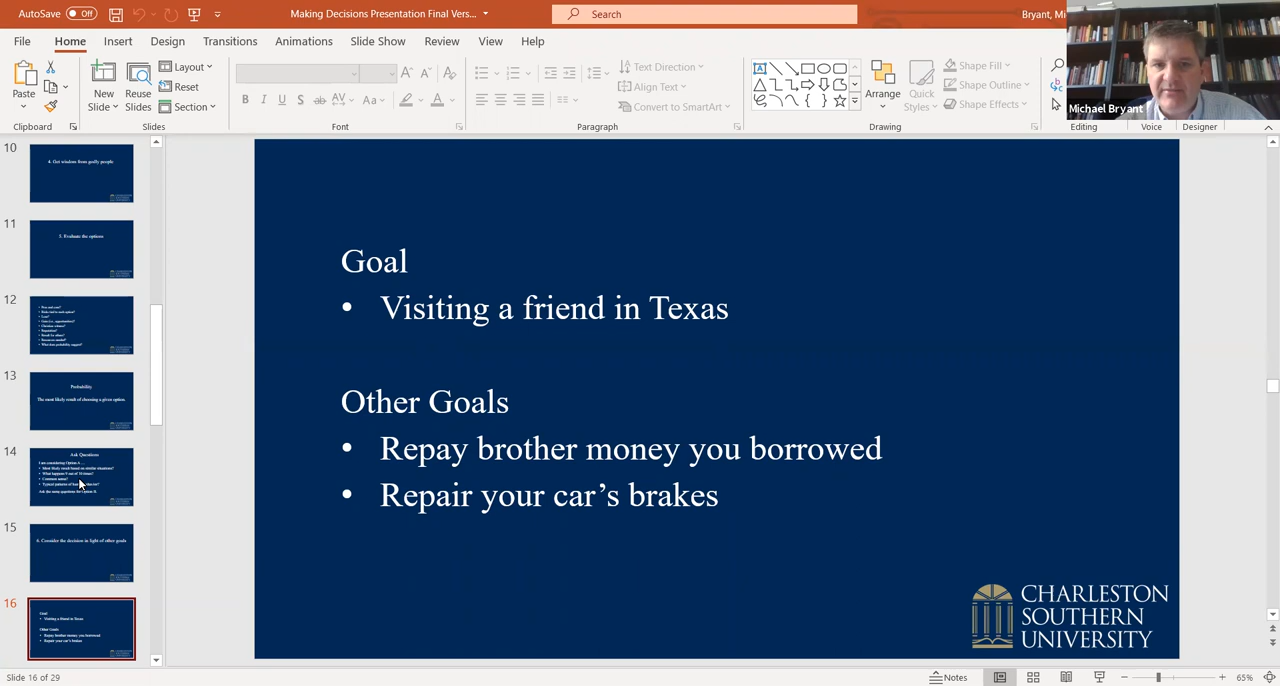 AutoSave Off Making Decisions Presentation Final Vers... Search Bryant, Mi
File Home Insert Design Transitions Animations Slide Show Review View Help
Paste
New Slide
Reuse Slides
Layout
Reset
Section
B I U S ab AV Aa A
Text Direction
Align Text
Convert to SmartArt
Arrange
Quick Styles
Shape Fill
Shape Outline
Shape Effects
Michael Bryant
Clipboard Slides Font Paragraph Drawing Editing Voice Designer
10
4. Get wisdom from godly people
11
5. Evaluate the options
12
13
Probability
The most likely result of choosing a given option.
14
Ask Questions
15
6. Consider the decision in light of other goals
16
Goal
• Visiting a friend in Texas
Other Goals
• Repay brother money you borrowed
• Repair your car's brakes
Goal
• Visiting a friend in Texas
Other Goals
• Repay brother money you borrowed
• Repair your car’s brakes
CHARLESTON
SOUTHERN
UNIVERSITY
Slide 16 of 29 Notes 65%